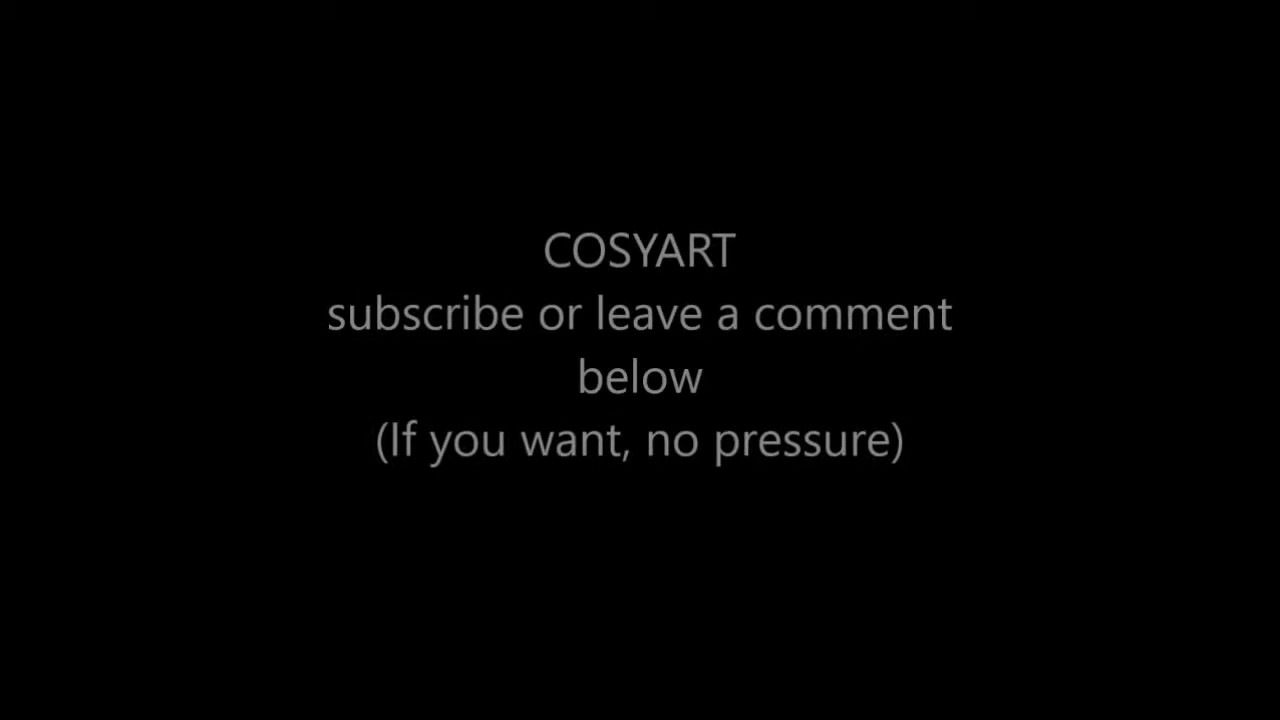 COSYART
subscribe or leave a comment
below
(If you want, no pressure)